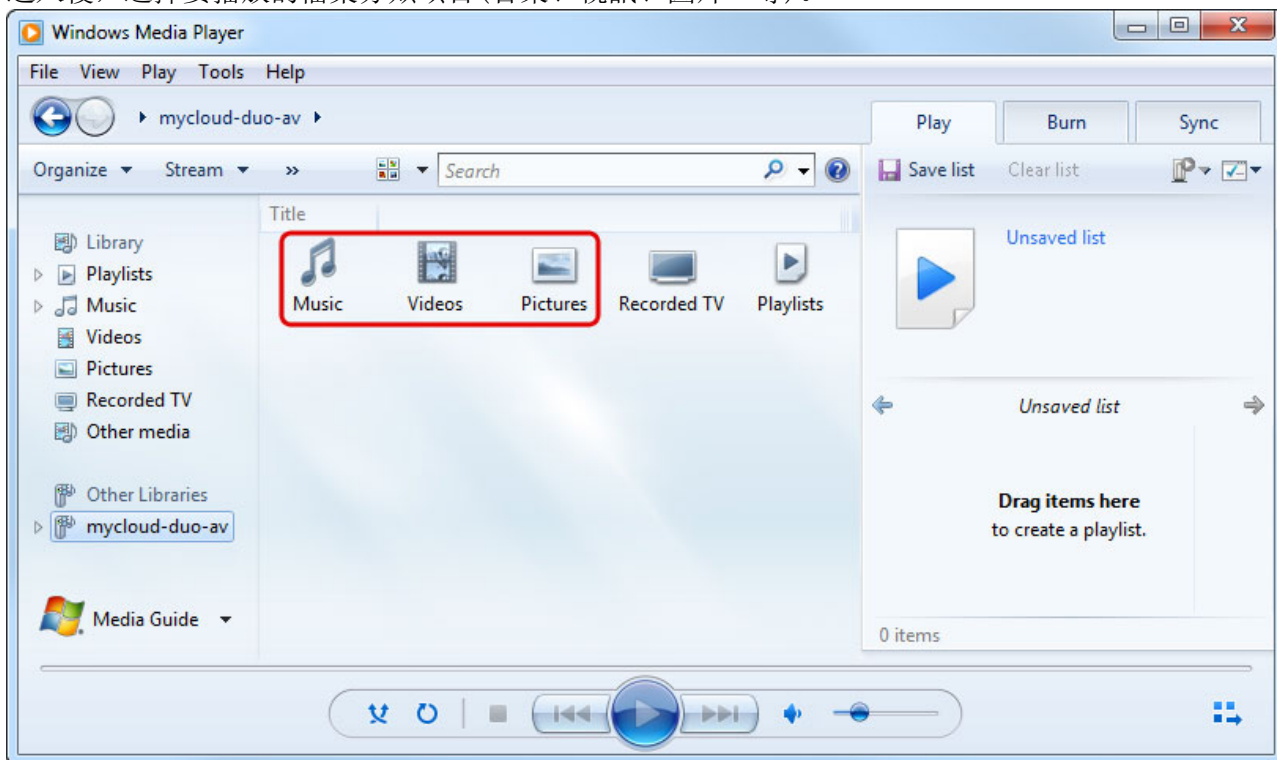 Windows Media Player
File View Play Tools Help
mycloud-duo-av
Play Burn Sync
Organize Stream » Search
Save list Clear list
Title
Library
Playlists
Music
Videos
Pictures
Recorded TV
Other media
Other Libraries
mycloud-duo-av
Media Guide
Music Videos Pictures Recorded TV Playlists
Unsaved list
Unsaved list
Drag items here
to create a playlist.
0 items